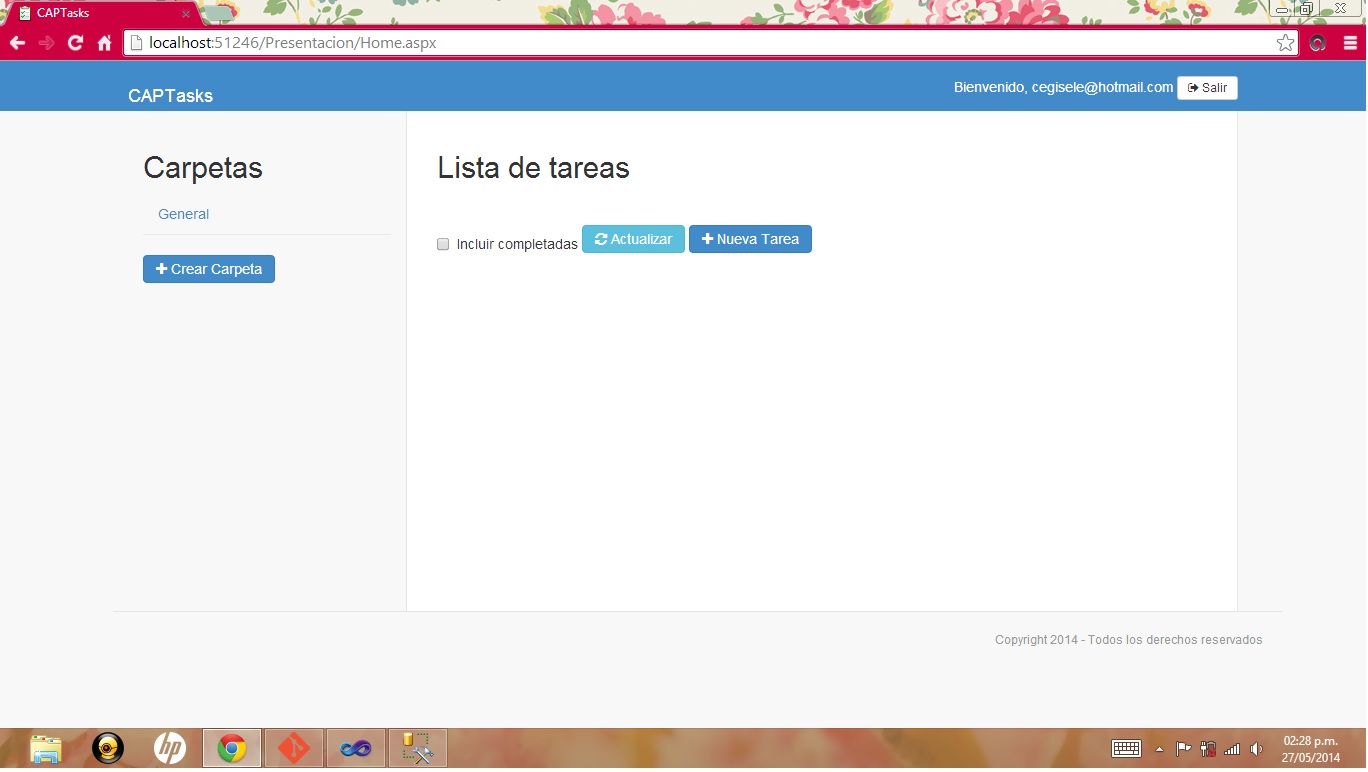 CAPTasks
localhost:51246/Presentacion/Home.aspx
CAPTasks
Bienvenido, cegisele@hotmail.com Salir
Carpetas
General
Crear Carpeta
Lista de tareas
Incluir completadas Actualizar Nueva Tarea
Copyright 2014 - Todos los derechos reservados
hp
02:28 p.m.
27/05/2014